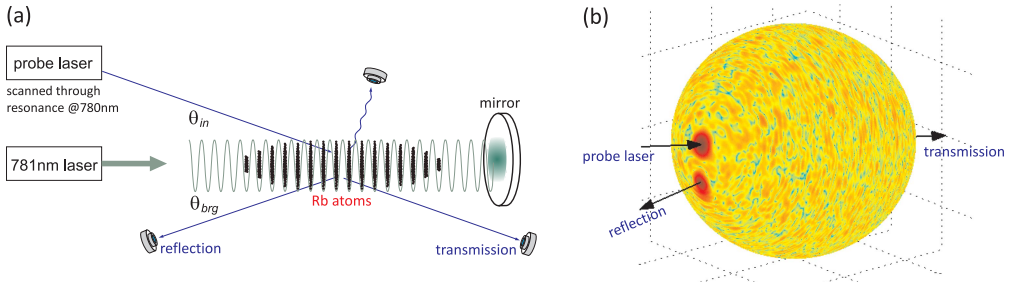 (a)
probe laser
scanned through
resonance @780nm
θin
781nm laser
θbrg
Rb atoms
mirror
reflection
transmission
(b)
probe laser
reflection
transmission